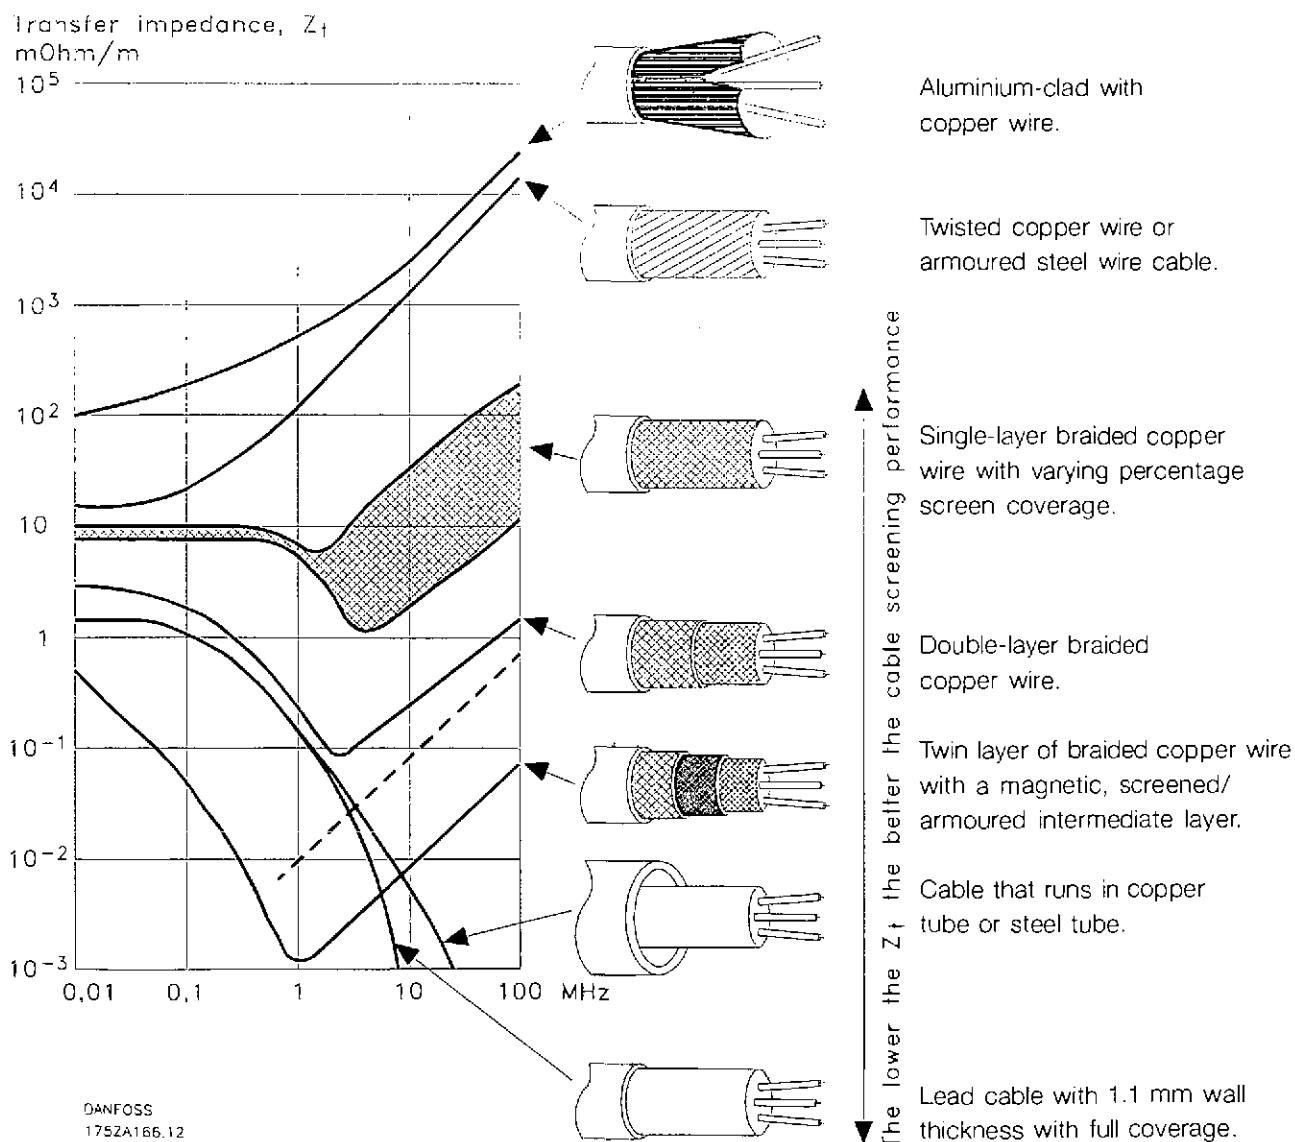 Transfer impedance, Zt
mOhm/m
10⁵
10⁴
10³
10²
10
1
10⁻¹
10⁻²
10⁻³
0,01 0,1 1 10 100 MHz
Aluminium-clad with
copper wire.
Twisted copper wire or
armoured steel wire cable.
Single-layer braided copper
wire with varying percentage
screen coverage.
Double-layer braided
copper wire.
Twin layer of braided copper wire
with a magnetic, screened/
armoured intermediate layer.
Cable that runs in copper
tube or steel tube.
Lead cable with 1.1 mm wall
thickness with full coverage.
The lower the Zt the better the cable screening performance
DANFOSS
175ZA166.12